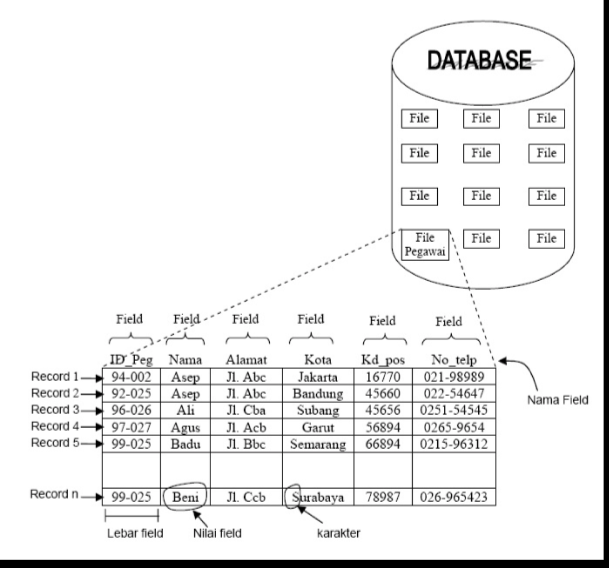 DATABASE
File File File
File File File
File File File
File Pegawai File File
Field Field Field Field Field Field
ID_Peg Nama Alamat Kota Kd_pos No_telp
Record 1 94-002 Asep Jl. Abc Jakarta 16770 021-98989
Record 2 92-025 Asep Jl. Abc Bandung 45660 022-54647
Record 3 96-026 Ali Jl. Cba Subang 45656 0251-54545
Record 4 97-027 Agus Jl. Acb Garut 56894 0265-9654
Record 5 99-025 Badu Jl. Bbc Semarang 66894 0215-96312
Nama Field
Record n 99-025 Beni Jl. Ccb Surabaya 78987 026-965423
Lebar field Nilai field karakter